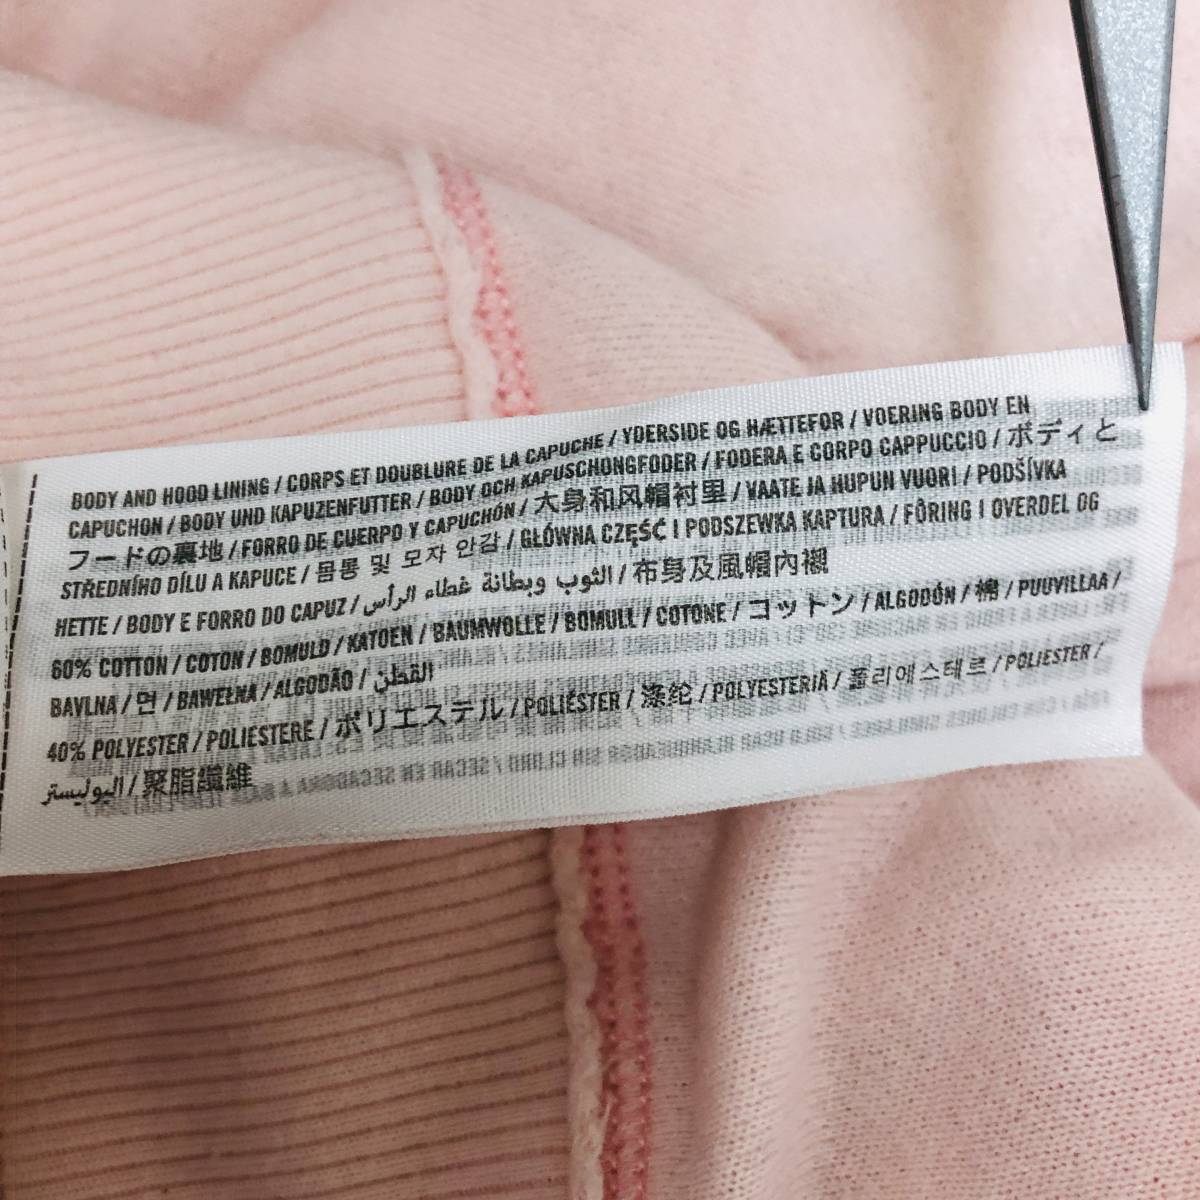 BODY AND HOOD LINING / CORPS ET DOUBLURE DE LA CAPUCHE / YDERSIDE OG HÆTTEFOR / VOERING BODY EN
CAPUCHON / BODY UND KAPUZENFUTTER / BODY OCH KAPUSCHONGFODER / FODERA E CORPO CAPPUCCIO / ボディと
フードの裏地 / FORRO DE CUERPO Y CAPUCHÓN / 大身和风帽衬里 / VAATE JA HUPUN VUORI / PODŠÍVKA
STŘEDNÍHO DÍLU A KAPUCE / 몸통 및 모자 안감 / GŁÓWNA CZĘŚĆ I PODSZEWKA KAPTURA / FÔRING I OVERDEL OG
HETTE / BODY E FORRO DO CAPUZ / الثوب وبطانة غطاء الرأس / 布身及風帽內襯
60% COTTON / COTON / BOMULD / KATOEN / BAUMWOLLE / BOMULL / COTONE / コットン / ALGODÓN / 棉 / PUUVILLAA /
BAVLNA / 면 / BAWEŁNA / ALGODÃO / القطن
40% POLYESTER / POLIESTERE / ポリエステル / POLIÉSTER / 涤纶 / POLYESTERIÄ / 폴리에스테르 / POLIESTER /
البوليستر / 聚脂纖維